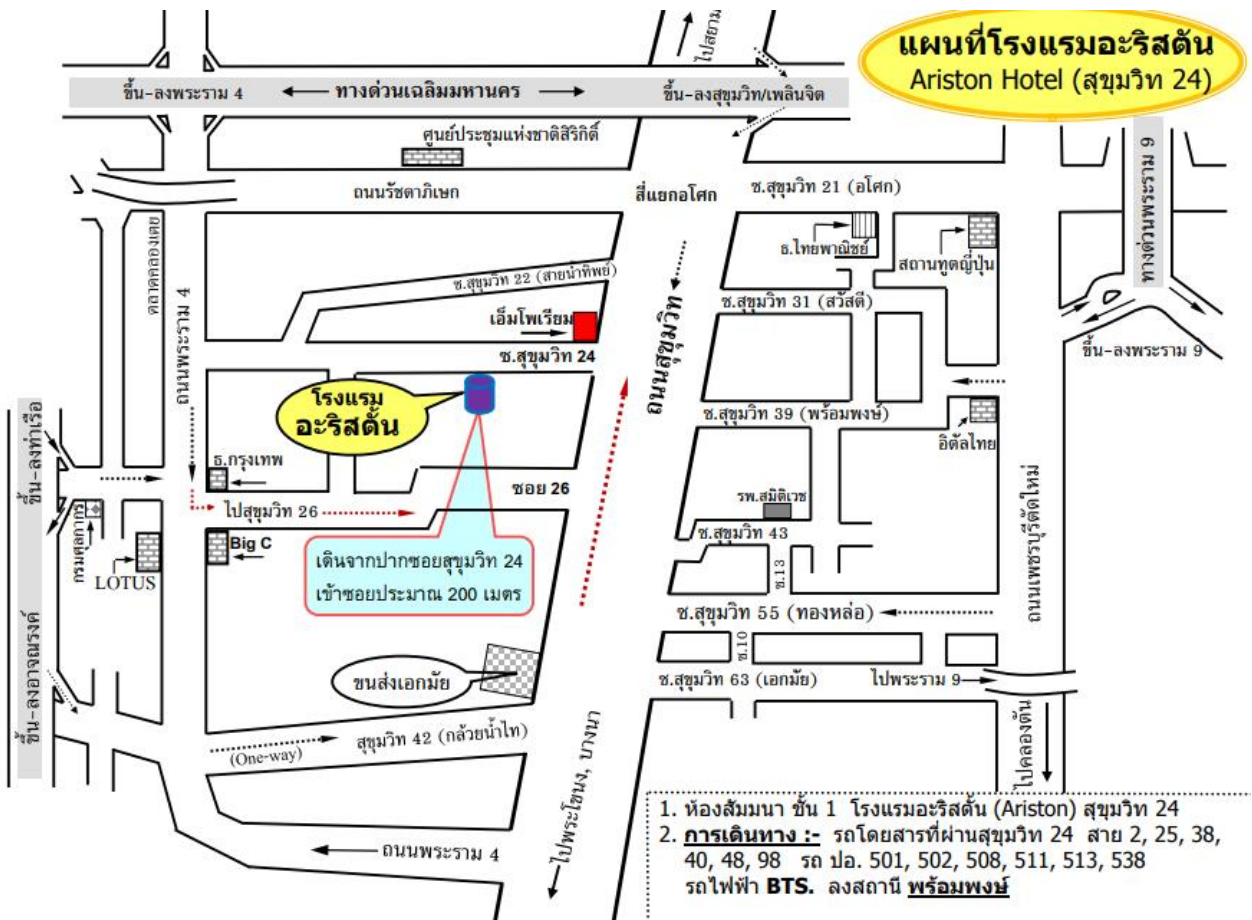 แผนที่โรงแรมอะริสตัน
Ariston Hotel (สุขุมวิท 24)
ไปสยาม
ขึ้น-ลงพระราม 4
ทางด่วนเฉลิมมหานคร
ขึ้น-ลงสุขุมวิท/เพลินจิต
ศูนย์ประชุมแห่งชาติสิริกิติ์
ทางด่วนพระราม 9
ถนนรัชดาภิเษก
สี่แยกอโศก
ซ.สุขุมวิท 21 (อโศก)
ธ.ไทยพาณิชย์
สถานทูตญี่ปุ่น
ตลาดคลองเตย
ถนนพระราม 4
ซ.สุขุมวิท 22 (สายน้ำทิพย์)
ซ.สุขุมวิท 31 (สวัสดี)
เอ็มโพเรียม
ซ.สุขุมวิท 24
ถนนสุขุมวิท
ขึ้น-ลงพระราม 9
โรงแรม
อะริสตั้น
ซ.สุขุมวิท 39 (พร้อมพงษ์)
อิตัลไทย
ขึ้น-ลงท่าเรือ
ธ.กรุงเทพ
ซอย 26
รพ.สมิติเวช
ไปสุขุมวิท 26
ซ.สุขุมวิท 43
กรมศุลกากร
LOTUS
Big C
เดินจากปากซอยสุขุมวิท 24
เข้าซอยประมาณ 200 เมตร
ซ.13
ถนนเพชรบุรีตัดใหม่
ซ.สุขุมวิท 55 (ทองหล่อ)
ซ.10
ขึ้น-ลงอาจณรงค์
ขนส่งเอกมัย
ซ.สุขุมวิท 63 (เอกมัย)
ไปพระราม 9
สุขุมวิท 42 (กล้วยน้ำไท)
(One-way)
ไปคลองตัน
ไปพระโขนง, บางนา
ถนนพระราม 4
1. ห้องสัมมนา ชั้น 1 โรงแรมอะริสตั้น (Ariston) สุขุมวิท 24
2. การเดินทาง :- รถโดยสารที่ผ่านสุขุมวิท 24 สาย 2, 25, 38,
40, 48, 98 รถ ปอ. 501, 502, 508, 511, 513, 538
รถไฟฟ้า BTS. ลงสถานี พร้อมพงษ์